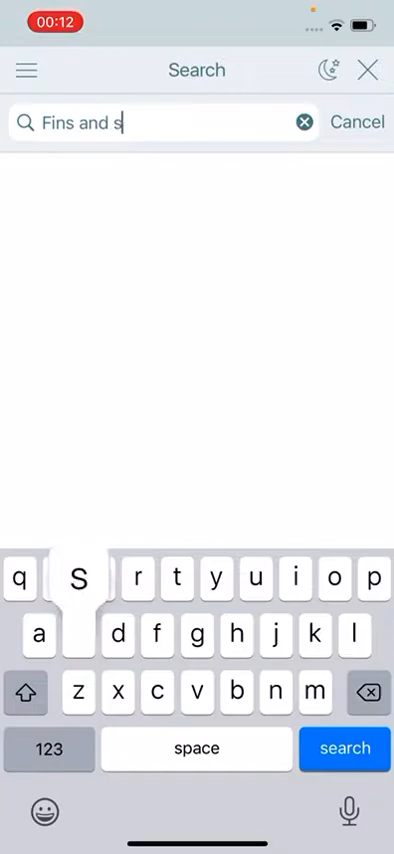 00:12
Search
Fins and s
Cancel
q S r t y u i o p
a d f g h j k l
z x c v b n m
123 space search